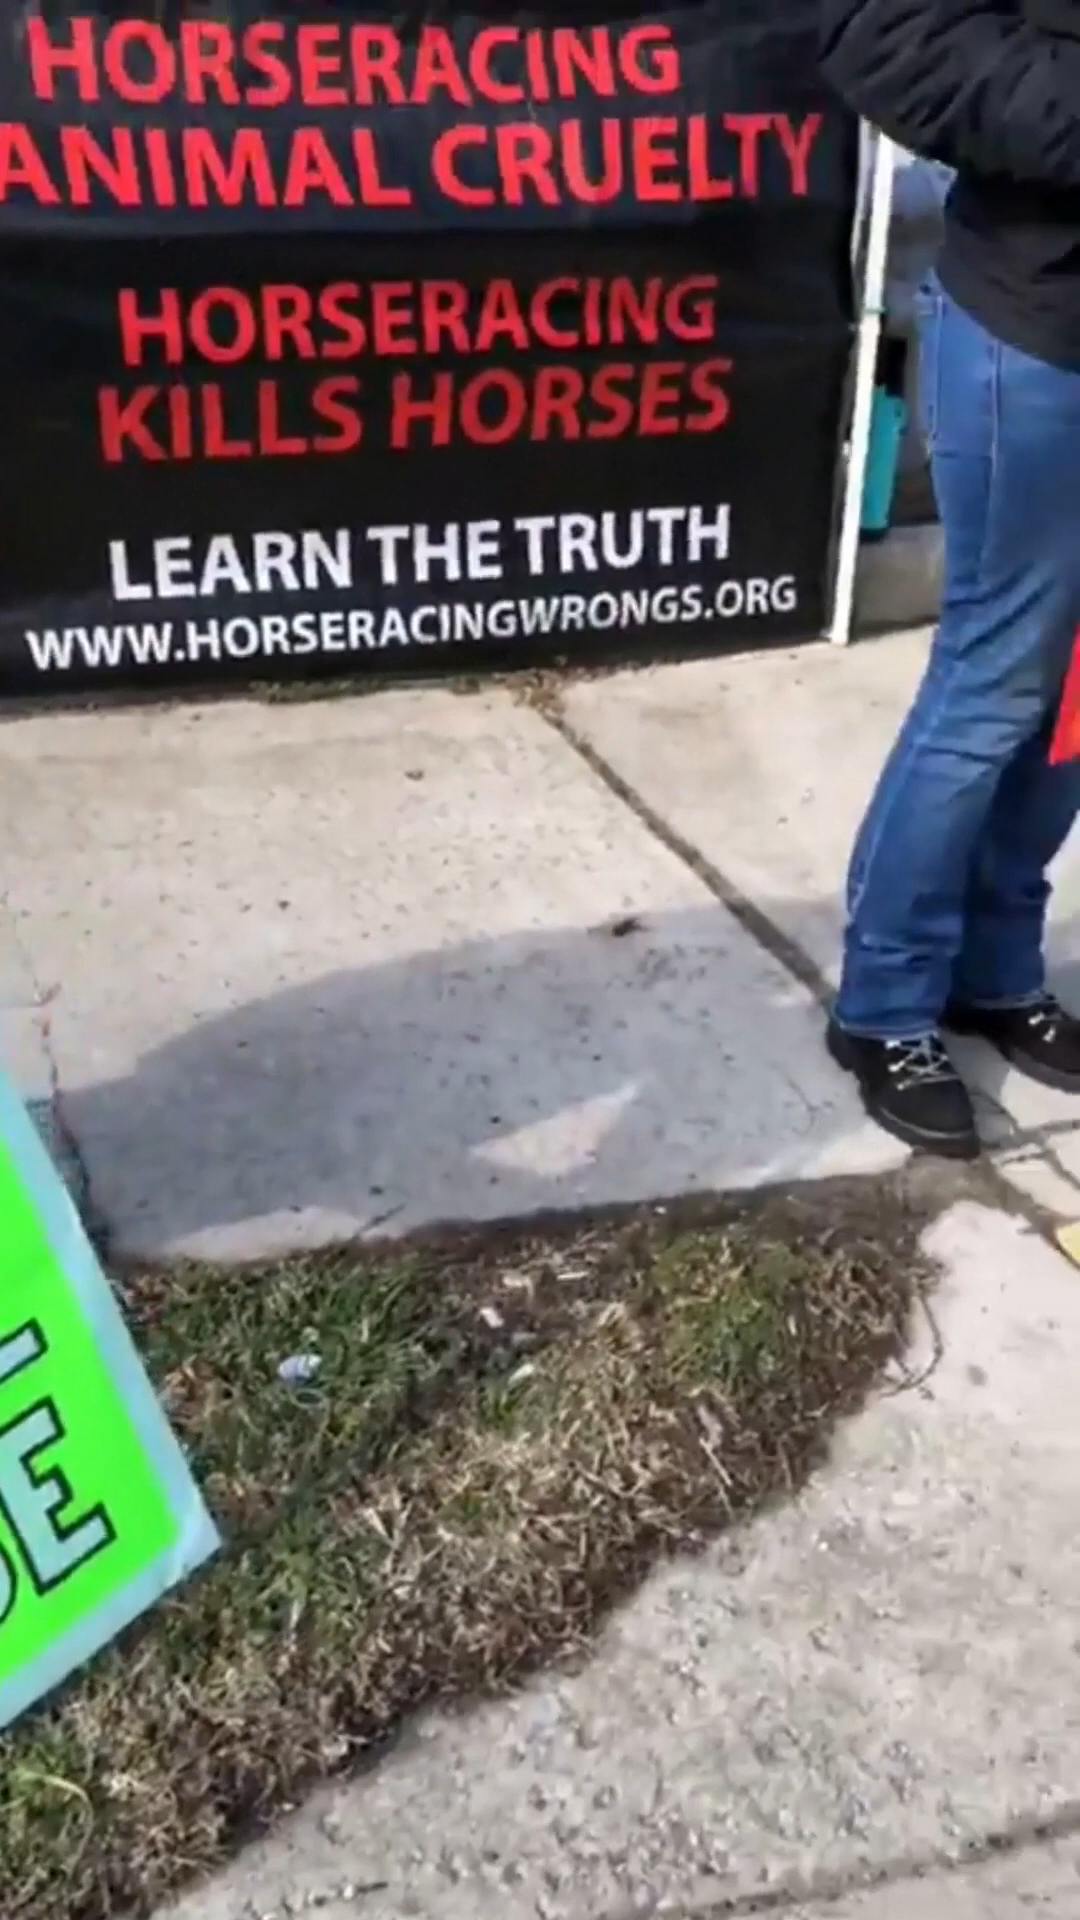 HORSERACING
ANIMAL CRUELTY
HORSERACING
KILLS HORSES
LEARN THE TRUTH
WWW.HORSERACINGWRONGS.ORG